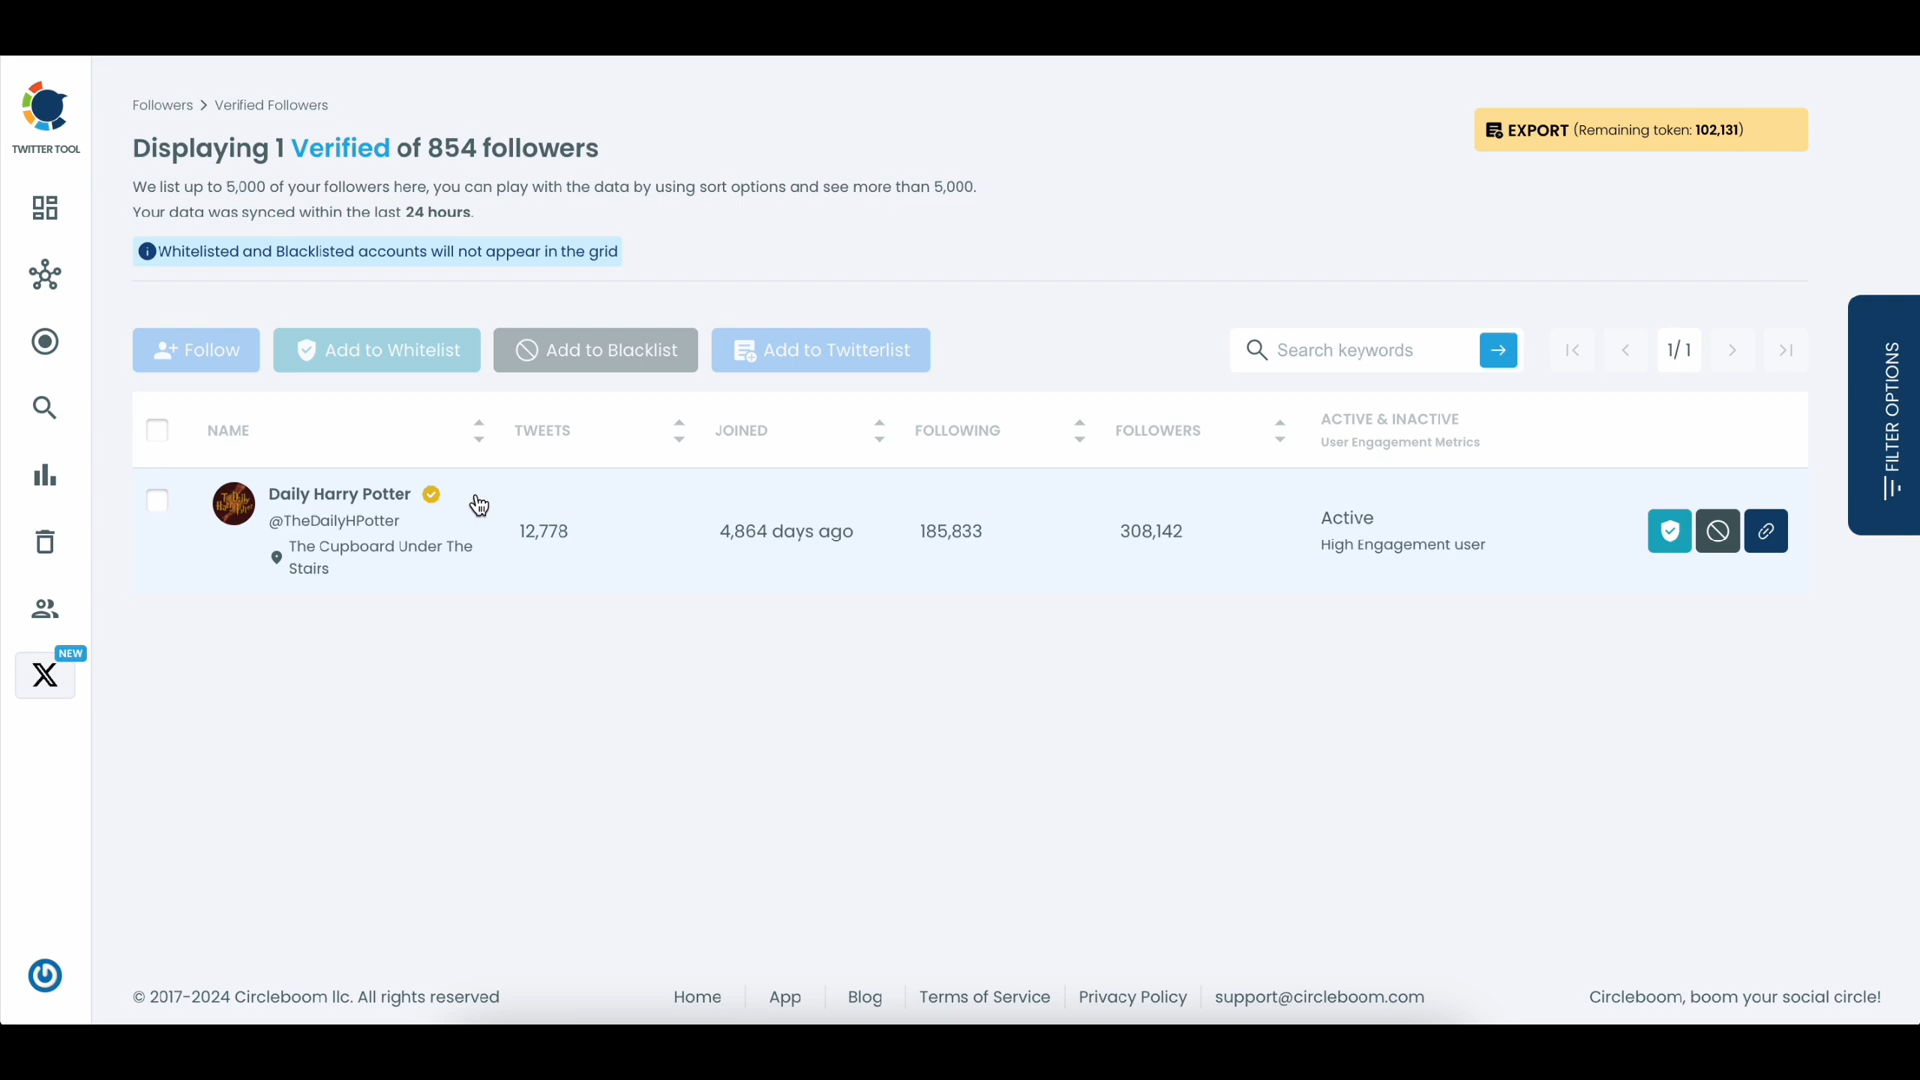 TWITTER TOOL
NEW
Followers > Verified Followers
Displaying 1 Verified of 854 followers
We list up to 5,000 of your followers here, you can play with the data by using sort options and see more than 5,000.
Your data was synced within the last 24 hours.
Whitelisted and Blacklisted accounts will not appear in the grid
EXPORT (Remaining token: 102,131)
Follow
Add to Whitelist
Add to Blacklist
Add to Twitterlist
Search keywords
1/1
FILTER OPTIONS
NAME
TWEETS
JOINED
FOLLOWING
FOLLOWERS
ACTIVE & INACTIVE
User Engagement Metrics
Daily Harry Potter
@TheDailyHPotter
The Cupboard Under The
Stairs
12,778
4,864 days ago
185,833
308,142
Active
High Engagement user
© 2017-2024 Circleboom llc. All rights reserved
Home
App
Blog
Terms of Service
Privacy Policy
support@circleboom.com
Circleboom, boom your social circle!